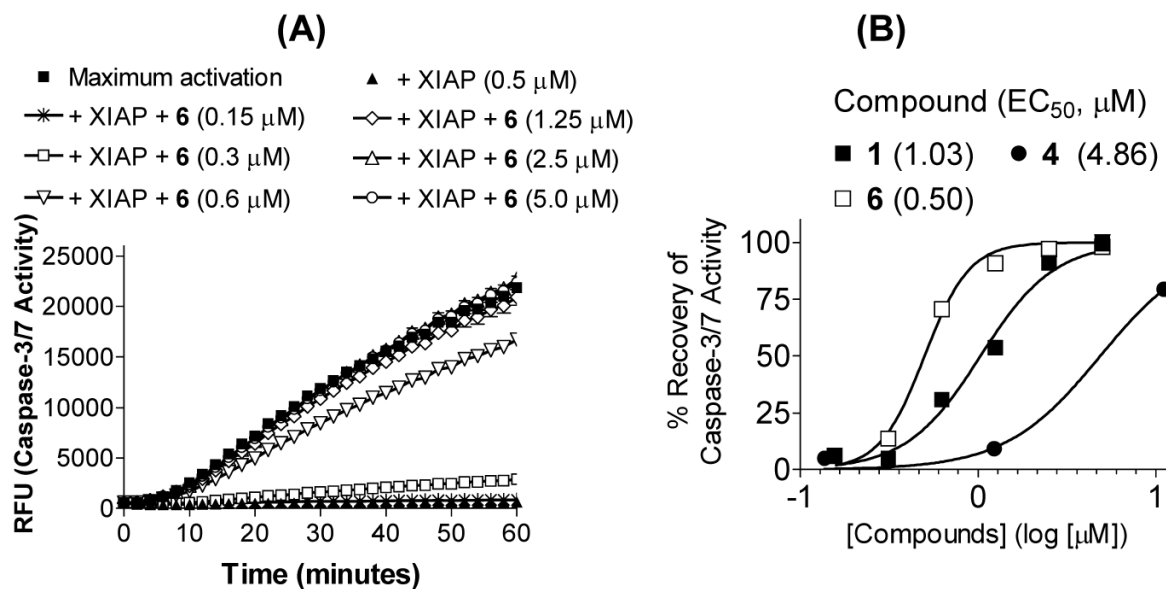 (A)
■ Maximum activation
▲ + XIAP (0.5 μM)
+ XIAP + 6 (0.15 μM)
+ XIAP + 6 (1.25 μM)
+ XIAP + 6 (0.3 μM)
+ XIAP + 6 (2.5 μM)
+ XIAP + 6 (0.6 μM)
+ XIAP + 6 (5.0 μM)
RFU (Caspase-3/7 Activity)
25000
20000
15000
10000
5000
0
0 10 20 30 40 50 60
Time (minutes)
(B)
Compound (EC50, μM)
■ 1 (1.03) ● 4 (4.86)
□ 6 (0.50)
% Recovery of
Caspase-3/7 Activity
100
75
50
25
0
-1 0 1
[Compounds] (log [μM])